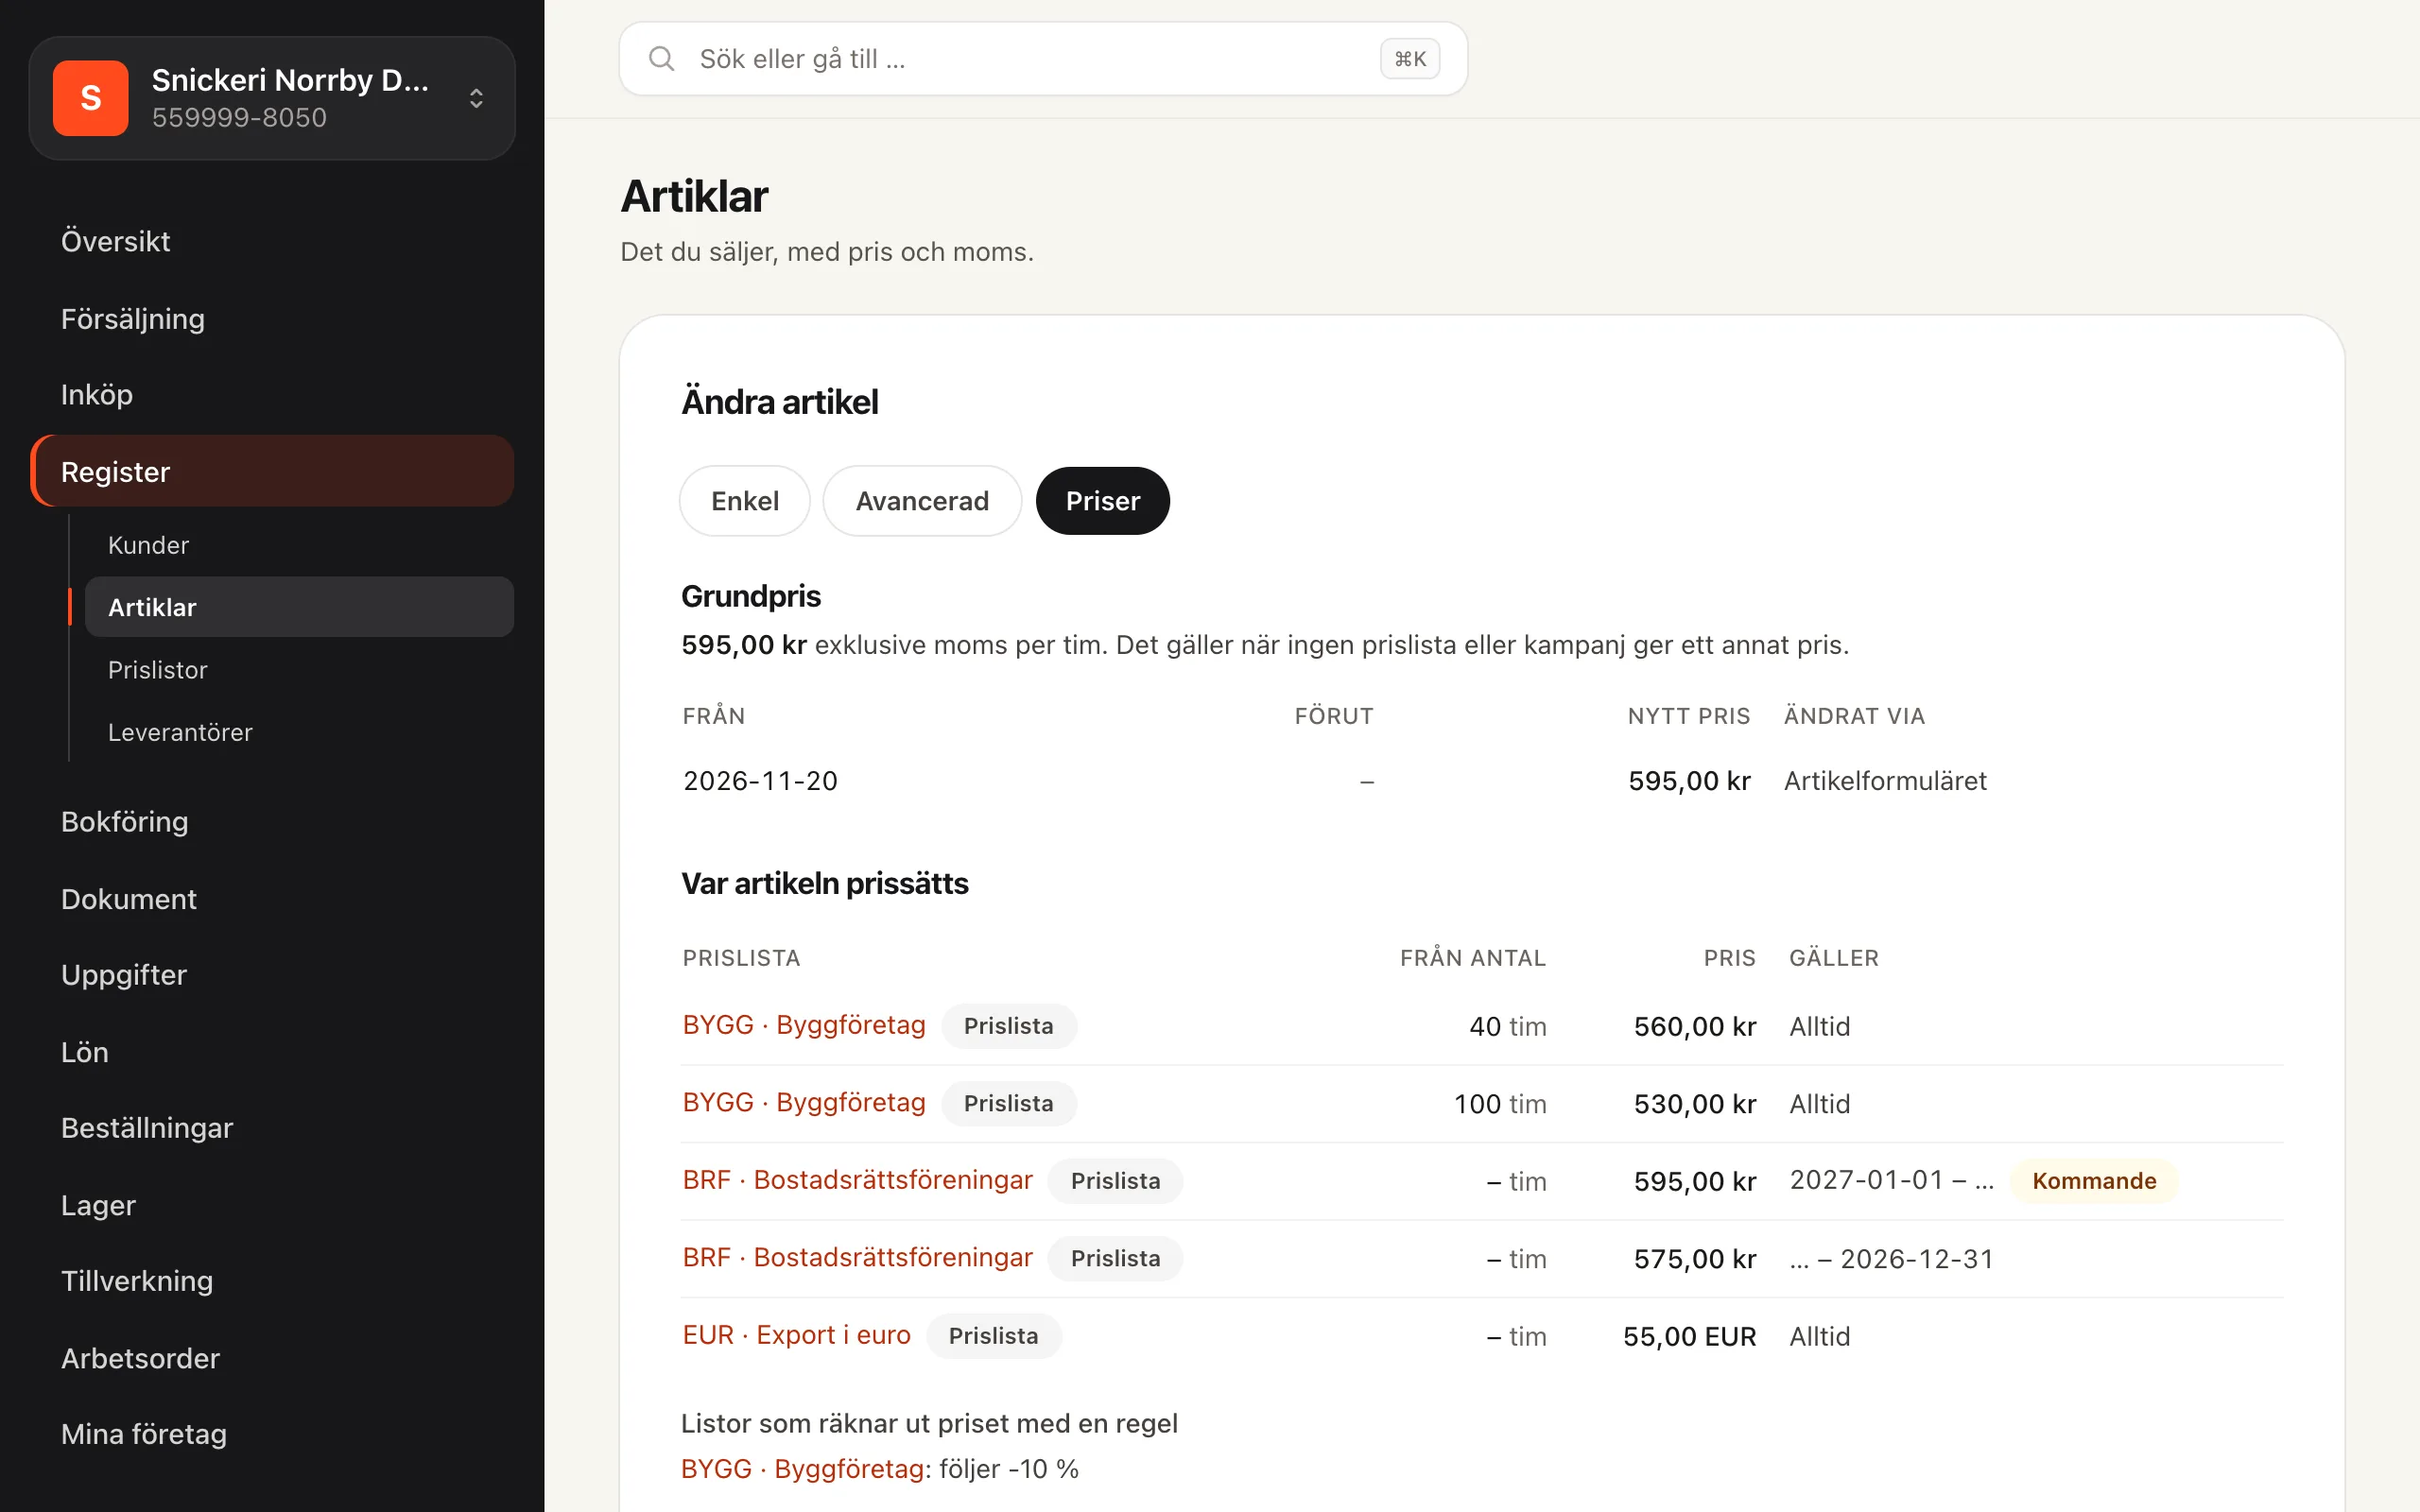 S
Snickeri Norrby D...
559999-8050
Översikt
Försäljning
Inköp
Register
Kunder
Artiklar
Prislistor
Leverantörer
Bokföring
Dokument
Uppgifter
Lön
Beställningar
Lager
Tillverkning
Arbetsorder
Mina företag
Sök eller gå till ...
⌘K
Artiklar
Det du säljer, med pris och moms.
Ändra artikel
Enkel Avancerad Priser
Grundpris
595,00 kr exklusive moms per tim. Det gäller när ingen prislista eller kampanj ger ett annat pris.
FRÅN FÖRUT NYTT PRIS ÄNDRAT VIA
2026-11-20 – 595,00 kr Artikelformuläret
Var artikeln prissätts
PRISLISTA FRÅN ANTAL PRIS GÄLLER
BYGG · Byggföretag Prislista 40 tim 560,00 kr Alltid
BYGG · Byggföretag Prislista 100 tim 530,00 kr Alltid
BRF · Bostadsrättsföreningar Prislista – tim 595,00 kr 2027-01-01 – ... Kommande
BRF · Bostadsrättsföreningar Prislista – tim 575,00 kr ... – 2026-12-31
EUR · Export i euro Prislista – tim 55,00 EUR Alltid
Listor som räknar ut priset med en regel
BYGG · Byggföretag: följer -10 %